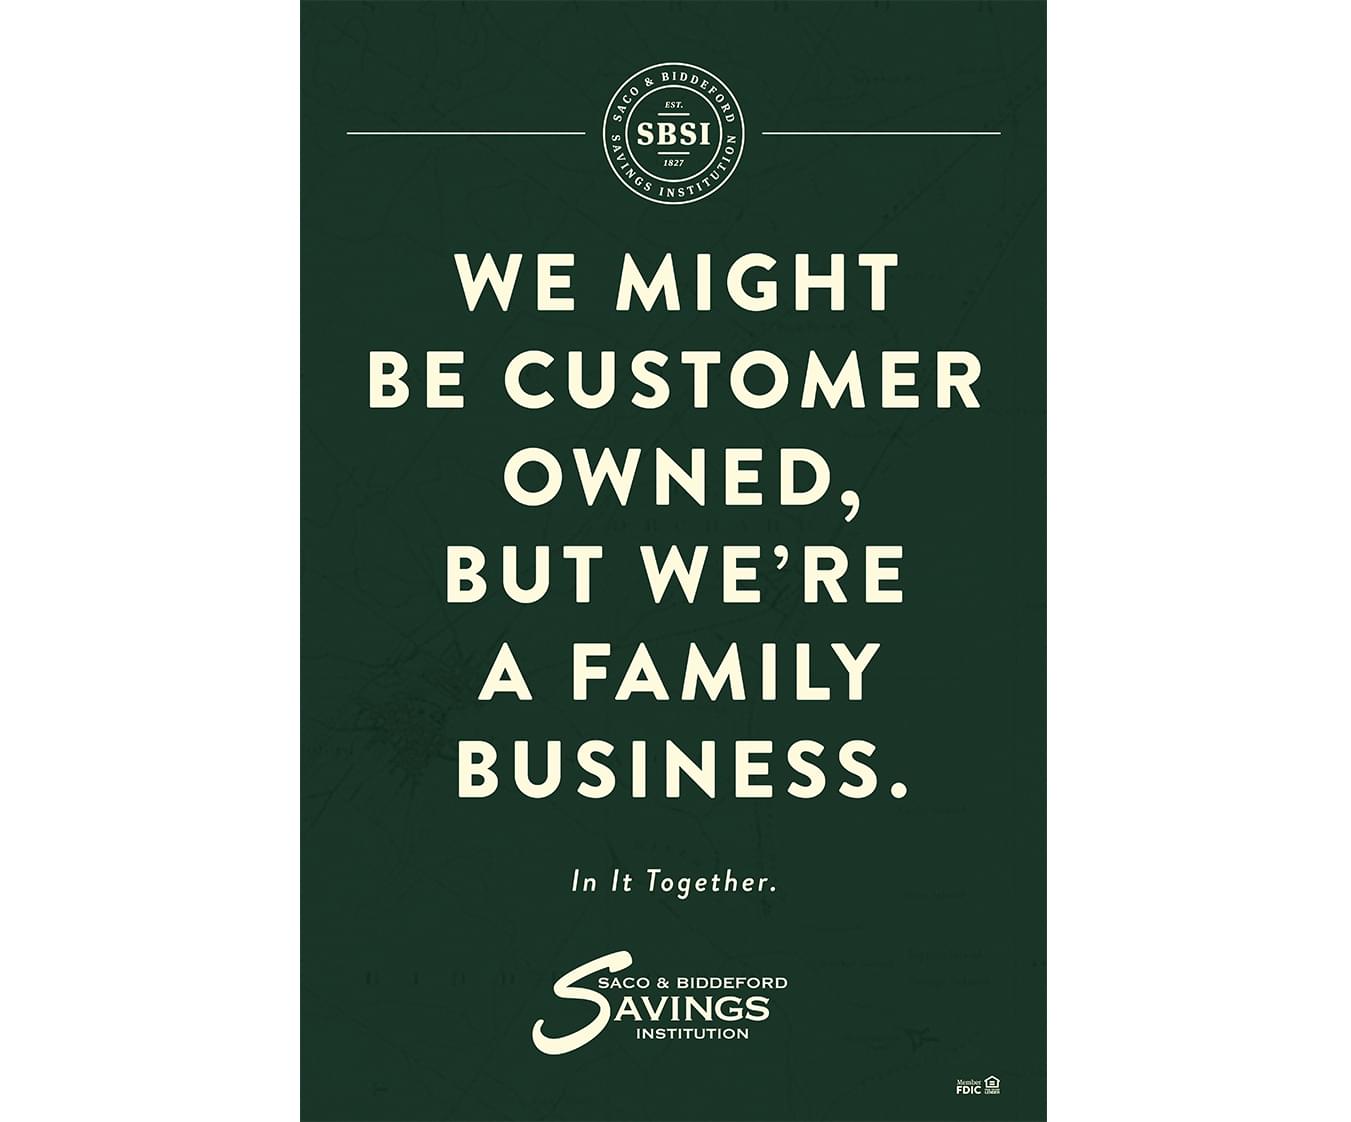 SACO & BIDDEFORD
EST.
SBSI
1827
SAVINGS INSTITUTION
WE MIGHT
BE CUSTOMER
OWNED,
BUT WE’RE
A FAMILY
BUSINESS.
In It Together.
SACO & BIDDEFORD
SAVINGS
INSTITUTION
Member
FDIC